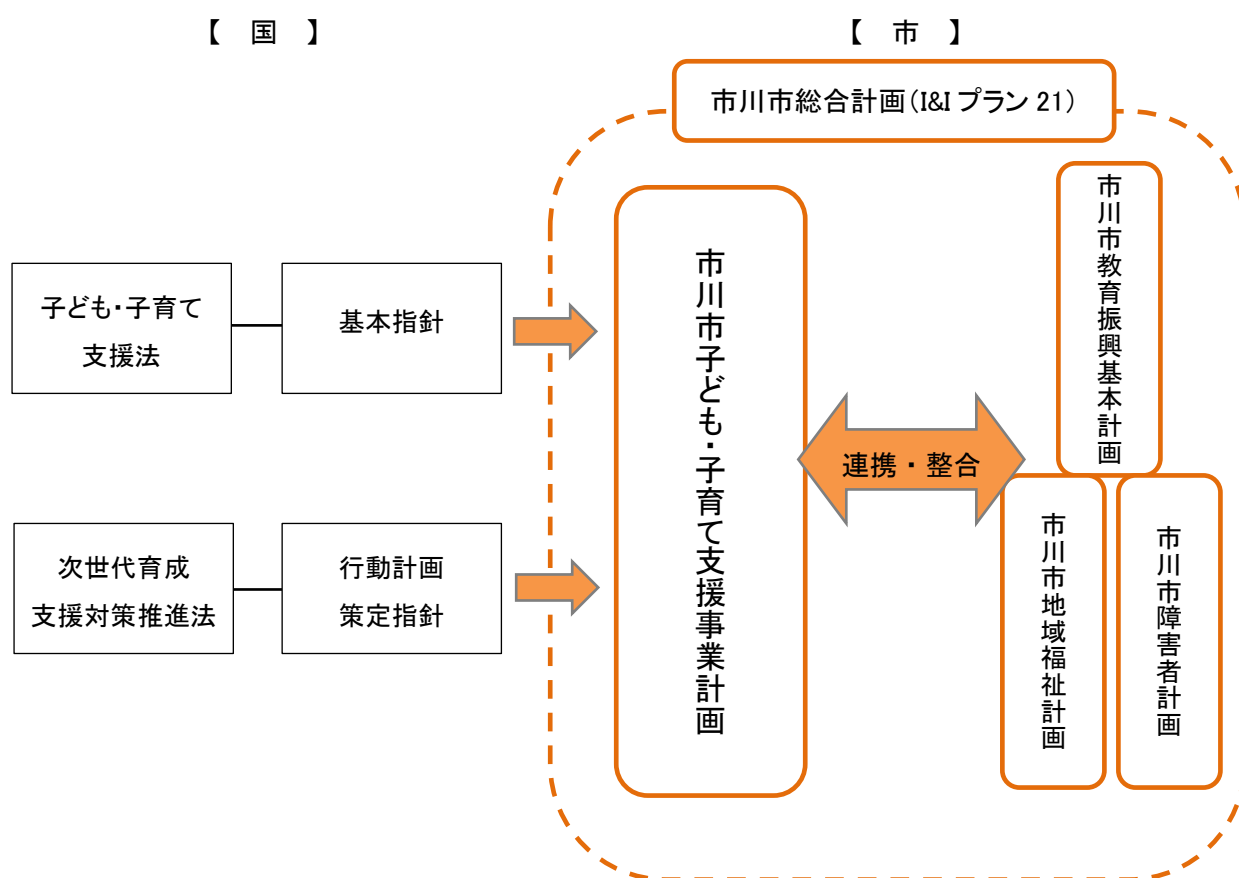 【 国 】
【 市 】
市川市総合計画(I&Iプラン 21)
子ども・子育て
支援法
基本指針
次世代育成
支援対策推進法
行動計画
策定指針
市川市子ども・子育て支援事業計画
連携・整合
市川市教育振興基本計画
市川市地域福祉計画
市川市障害者計画